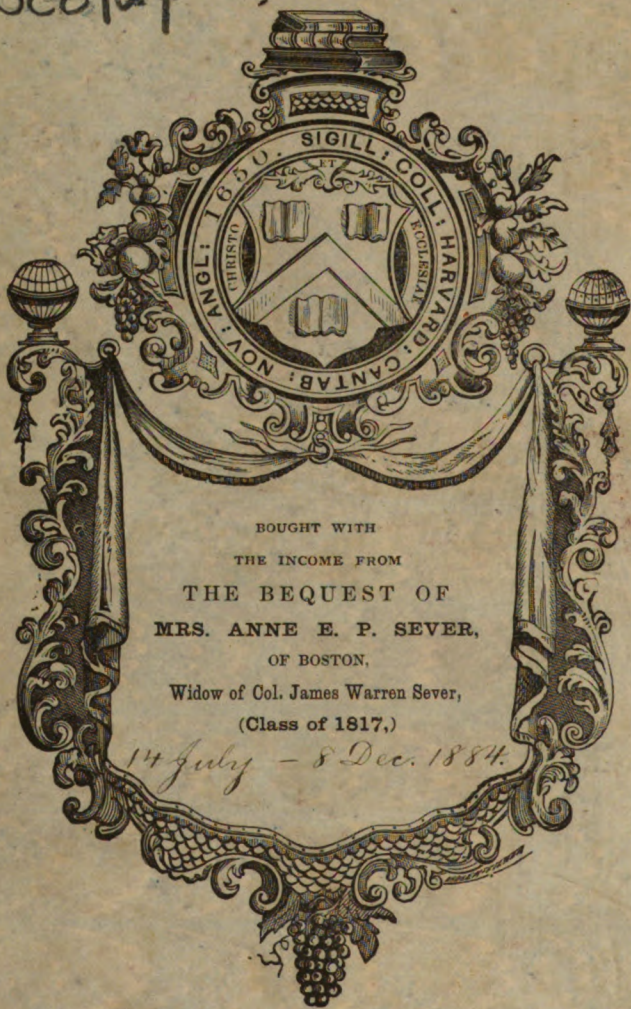 SIGILL: COLL: HARVARD: CANTAB: NOV: ANGL: 1650.
ET
CHRISTO
ECCLESIAE
BOUGHT WITH
THE INCOME FROM
THE BEQUEST OF
MRS. ANNE E. P. SEVER,
OF BOSTON,
Widow of Col. James Warren Sever,
(Class of 1817,)
14 July – 8 Dec. 1884.